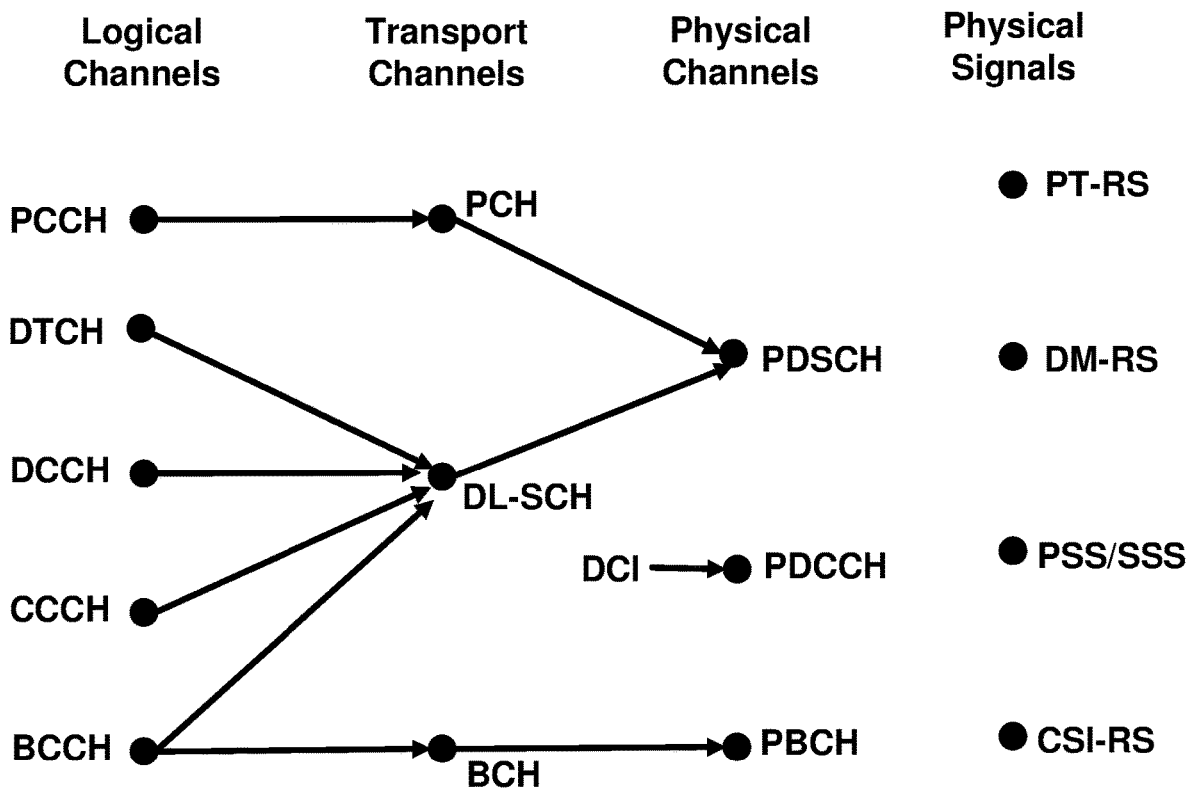 Logical
Channels
Transport
Channels
Physical
Channels
Physical
Signals
PCCH
PCH
PT-RS
DTCH
PDSCH
DM-RS
DCCH
DL-SCH
DCI
PDCCH
PSS/SSS
CCCH
BCCH
BCH
PBCH
CSI-RS